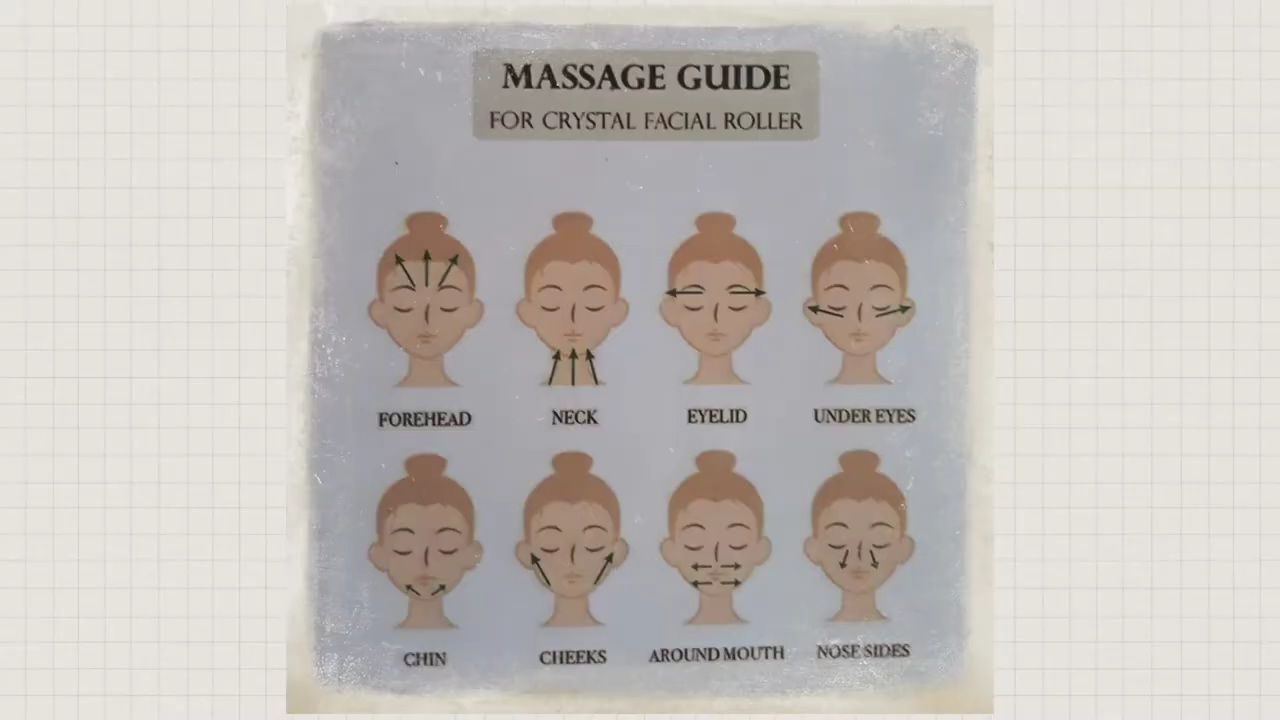 MASSAGE GUIDE
FOR CRYSTAL FACIAL ROLLER
FOREHEAD
NECK
EYELID
UNDER EYES
CHIN
CHEEKS
AROUND MOUTH
NOSE SIDES